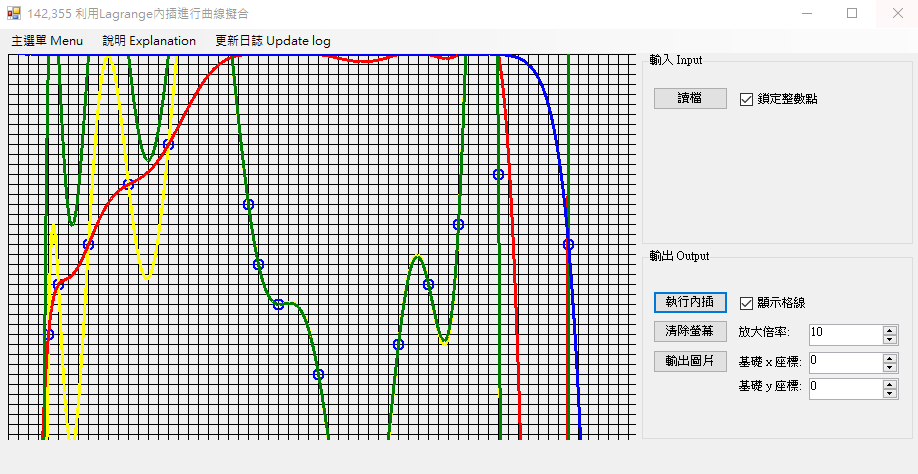 142,355 利用Lagrange內插進行曲線擬合
主選單 Menu 說明 Explanation 更新日誌 Update log
輸入 Input
讀檔 鎖定整數點
輸出 Output
執行內插 顯示格線
清除螢幕 放大倍率: 10
輸出圖片 基礎 x 座標: 0
基礎 y 座標: 0